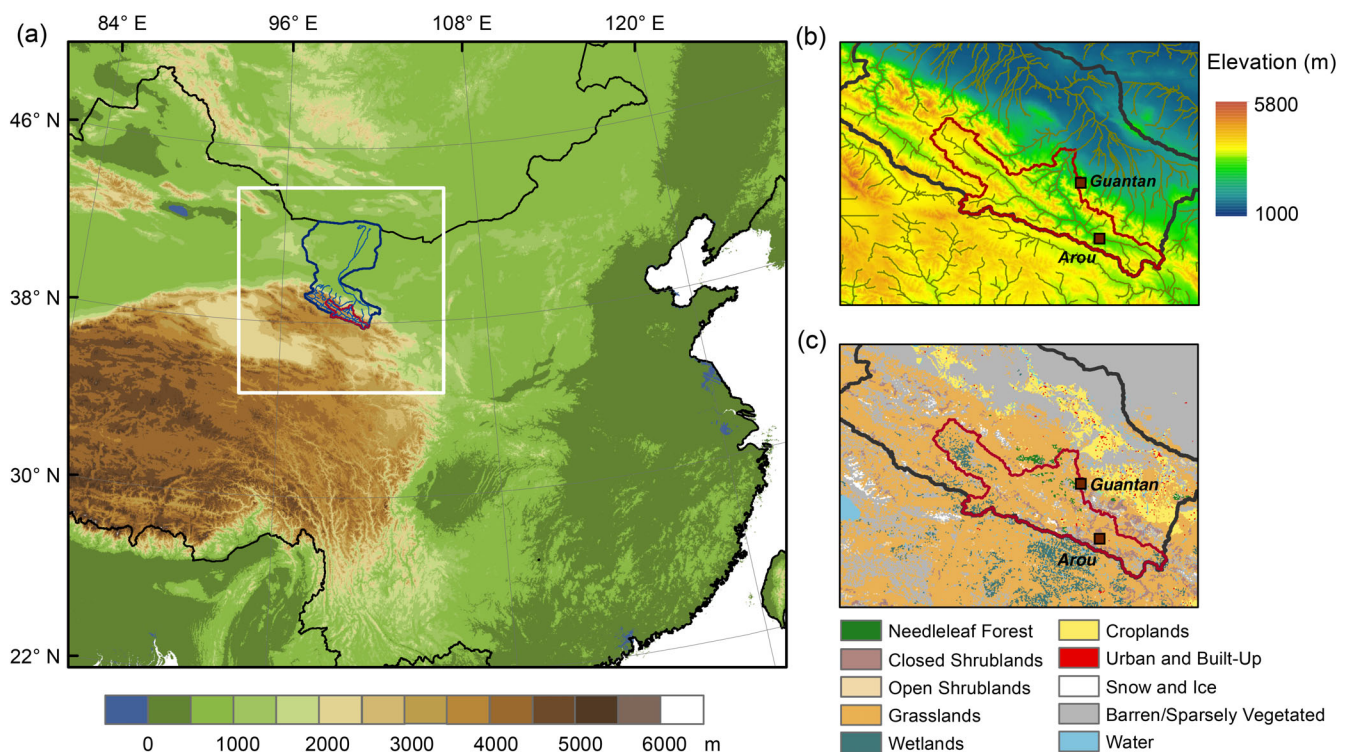 (a)
84° E 96° E 108° E 120° E
46° N
38° N
30° N
22° N
0 1000 2000 3000 4000 5000 6000 m
(b)
Guantan
Arou
Elevation (m)
5800
1000
(c)
Guantan
Arou
Needleleaf Forest
Closed Shrublands
Open Shrublands
Grasslands
Wetlands
Croplands
Urban and Built-Up
Snow and Ice
Barren/Sparsely Vegetated
Water